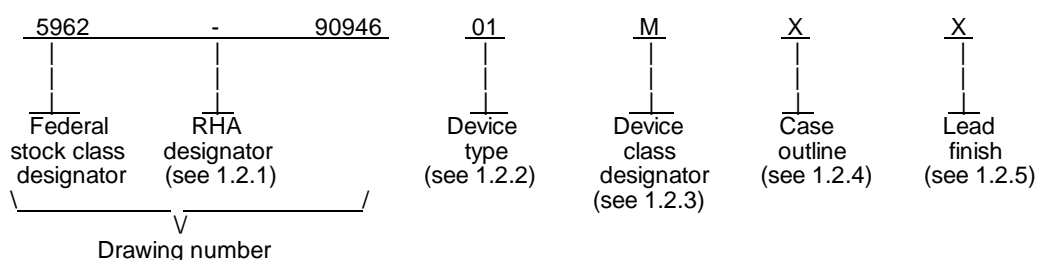 5962 - 90946 01 M X X
Federal stock class designator
RHA designator (see 1.2.1)
Device type (see 1.2.2)
Device class designator (see 1.2.3)
Case outline (see 1.2.4)
Lead finish (see 1.2.5)
Drawing number